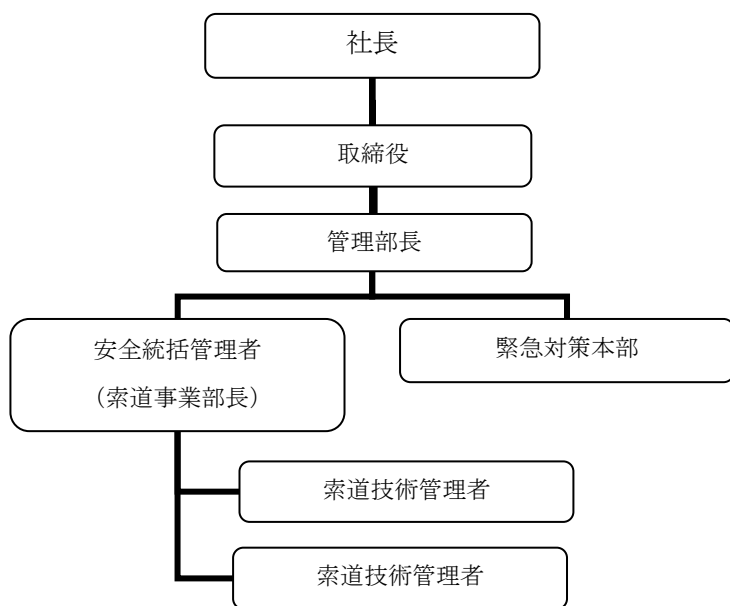 社長
取締役
管理部長
安全統括管理者
（索道事業部長）
緊急対策本部
索道技術管理者
索道技術管理者